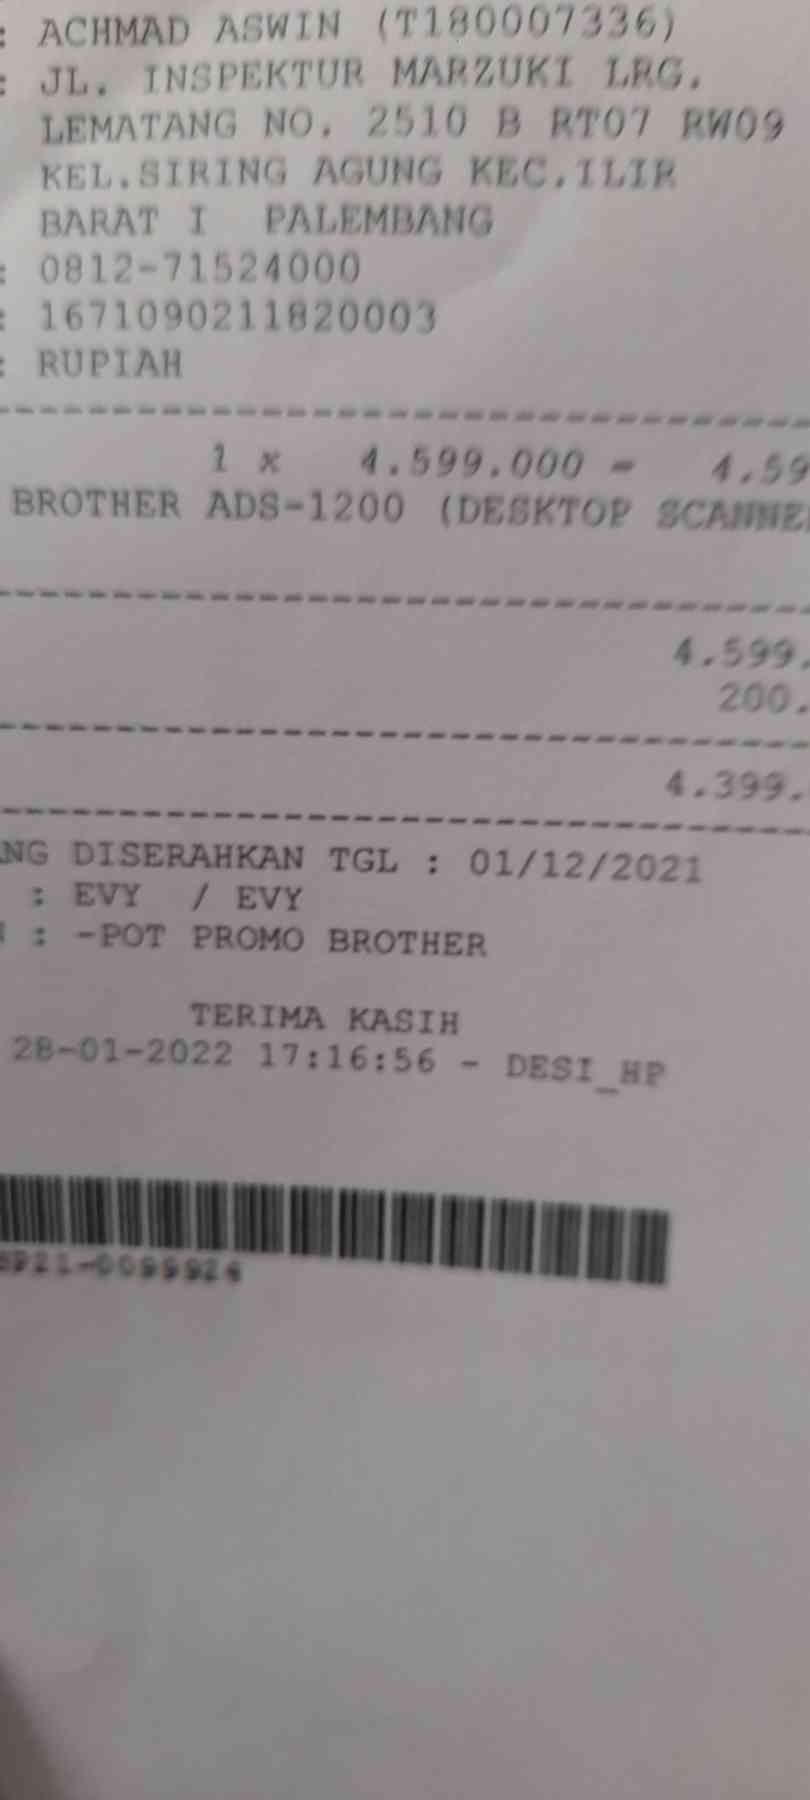 : ACHMAD ASWIN (T180007336)
: JL. INSPEKTUR MARZUKI LRG.
LEMATANG NO. 2510 B RT07 RW09
KEL.SIRING AGUNG KEC.ILIR
BARAT I PALEMBANG
: 0812-71524000
: 1671090211820003
: RUPIAH
1 x 4.599.000 = 4.59
BROTHER ADS-1200 (DESKTOP SCANNE
4.599.
200.
4.399.
NG DISERAHKAN TGL : 01/12/2021
: EVY / EVY
: -POT PROMO BROTHER
TERIMA KASIH
28-01-2022 17:16:56 - DESI_HP